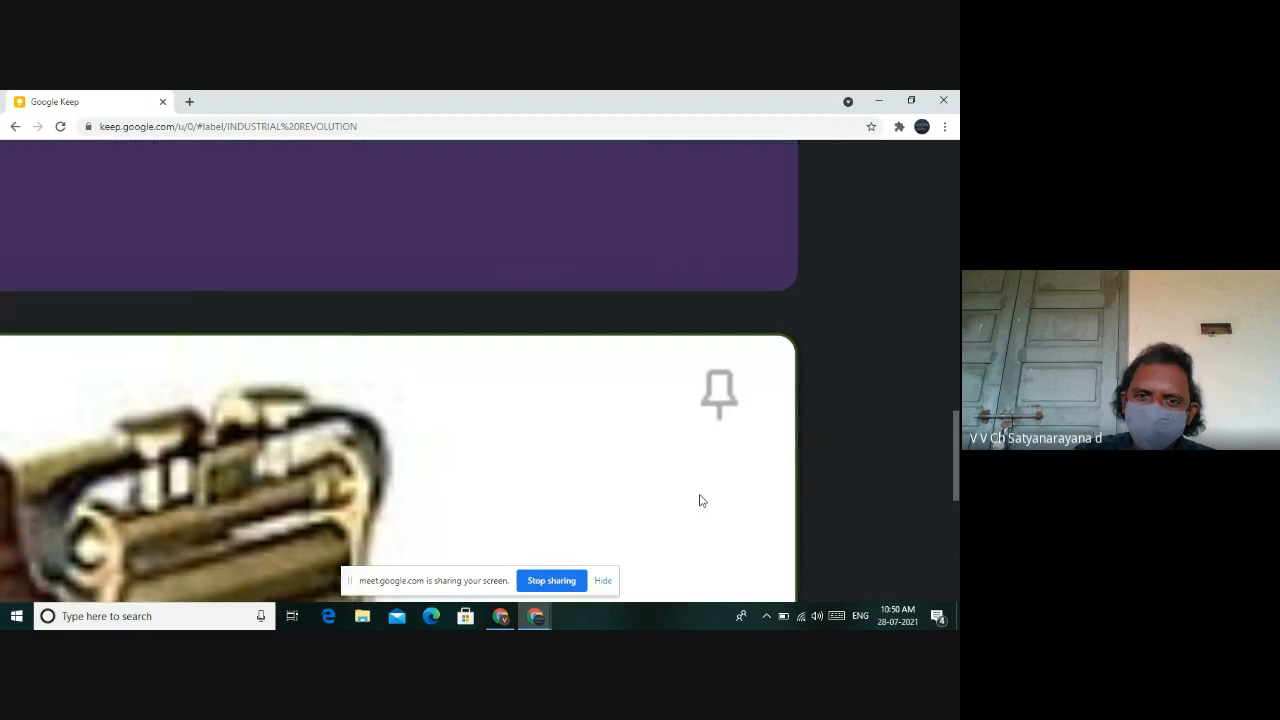 Google Keep
keep.google.com/u/0/#label/INDUSTRIAL%20REVOLUTION
V V Ch Satyanarayana d
meet.google.com is sharing your screen.
Stop sharing
Hide
Type here to search
ENG
10:50 AM
28-07-2021
4